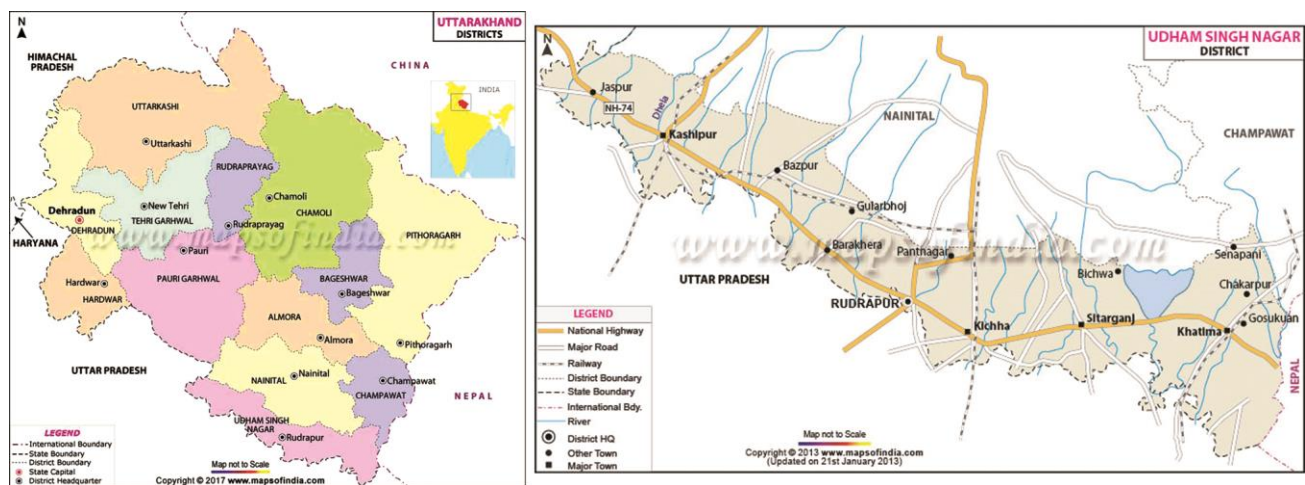 N
UTTARAKHAND
DISTRICTS
HIMACHAL
PRADESH
CHINA
INDIA
UTTARKASHI
Uttarkashi
RUDRAPRAYAG
New Tehri
TEHRI GARHWAL
Chamoli
CHAMOLI
Dehradun
DEHRADUN
Rudraprayag
HARYANA
www.mapsofindia.com
PITHORAGARH
Pauri
PAURI GARHWAL
BAGESHWAR
Bageshwar
Hardwar
HARDWAR
ALMORA
Almora
Pithoragarh
UTTAR PRADESH
NAINITAL
Nainital
Champawat
CHAMPAWAT
NEPAL
UDHAM SINGH
NAGAR
Rudrapur
LEGEND
International Boundary
State Boundary
District Boundary
State Capital
District Headquarter
Map not to Scale
Copyright © 2017 www.mapsofindia.com
N
UDHAM SINGH NAGAR
DISTRICT
Jaspur
NH-74
Dhela
Kashipur
NAINITAL
CHAMPAWAT
Bazpur
Gularbhoj
www.mapsofindia.com
Barakhera
Pantnagar
Senapani
UTTAR PRADESH
Bichwa
Chakarpur
RUDRAPUR
Gosukuan
Kichha
Sitarganj
Khatima
NEPAL
LEGEND
National Highway
Major Road
Railway
District Boundary
State Boundary
International Bdy.
River
District HQ
Other Town
Major Town
Map not to Scale
Copyright © 2013 www.mapsofindia.com
(Updated on 21st January 2013)